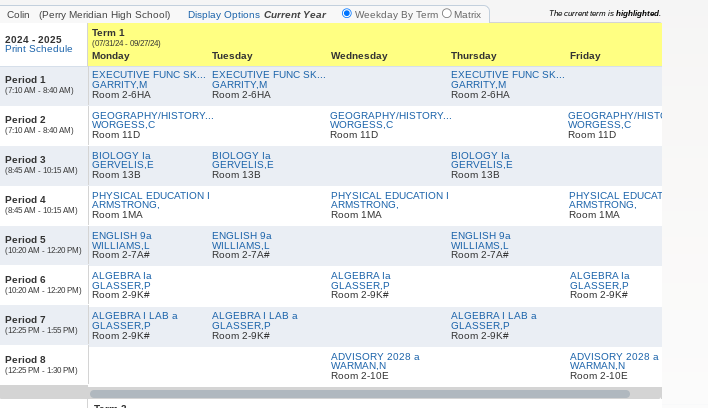 Colin (Perry Meridian High School) Display Options Current Year Weekday By Term Matrix The current term is highlighted.
2024 - 2025
Print Schedule
Term 1
(07/31/24 - 09/27/24)
Monday Tuesday Wednesday Thursday Friday
Period 1
(7:10 AM - 8:40 AM)
EXECUTIVE FUNC SK... EXECUTIVE FUNC SK... EXECUTIVE FUNC SK...
GARRITY,M GARRITY,M GARRITY,M
Room 2-6HA Room 2-6HA Room 2-6HA
Period 2
(7:10 AM - 8:40 AM)
GEOGRAPHY/HISTORY... GEOGRAPHY/HISTORY... GEOGRAPHY/HISTO
WORGESS,C WORGESS,C WORGESS,C
Room 11D Room 11D Room 11D
Period 3
(8:45 AM - 10:15 AM)
BIOLOGY Ia BIOLOGY Ia BIOLOGY Ia
GERVELIS,E GERVELIS,E GERVELIS,E
Room 13B Room 13B Room 13B
Period 4
(8:45 AM - 10:15 AM)
PHYSICAL EDUCATION I PHYSICAL EDUCATION I PHYSICAL EDUCAT
ARMSTRONG, ARMSTRONG, ARMSTRONG,
Room 1MA Room 1MA Room 1MA
Period 5
(10:20 AM - 12:20 PM)
ENGLISH 9a ENGLISH 9a ENGLISH 9a
WILLIAMS,L WILLIAMS,L WILLIAMS,L
Room 2-7A# Room 2-7A# Room 2-7A#
Period 6
(10:20 AM - 12:20 PM)
ALGEBRA Ia ALGEBRA Ia ALGEBRA Ia
GLASSER,P GLASSER,P GLASSER,P
Room 2-9K# Room 2-9K# Room 2-9K#
Period 7
(12:25 PM - 1:55 PM)
ALGEBRA I LAB a ALGEBRA I LAB a ALGEBRA I LAB a
GLASSER,P GLASSER,P GLASSER,P
Room 2-9K# Room 2-9K# Room 2-9K#
Period 8
(12:25 PM - 1:30 PM)
ADVISORY 2028 a ADVISORY 2028 a
WARMAN,N WARMAN,N
Room 2-10E Room 2-10E